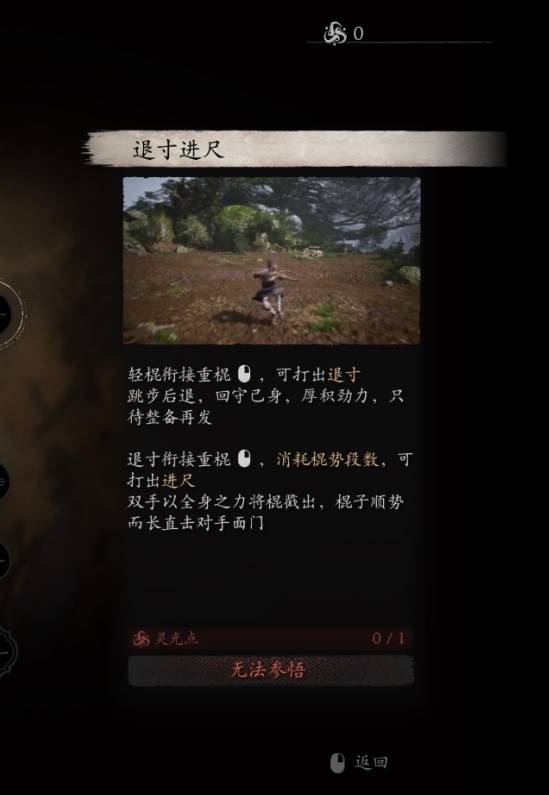 0
退寸进尺
轻棍衔接重棍，可打出退寸
跳步后退，回守己身，厚积劲力，只
待整备再发
退寸衔接重棍，消耗棍势段数，可
打出进尺
双手以全身之力将棍戳出，棍子顺势
而长直击对手面门
灵光点 0/1
无法参悟
返回